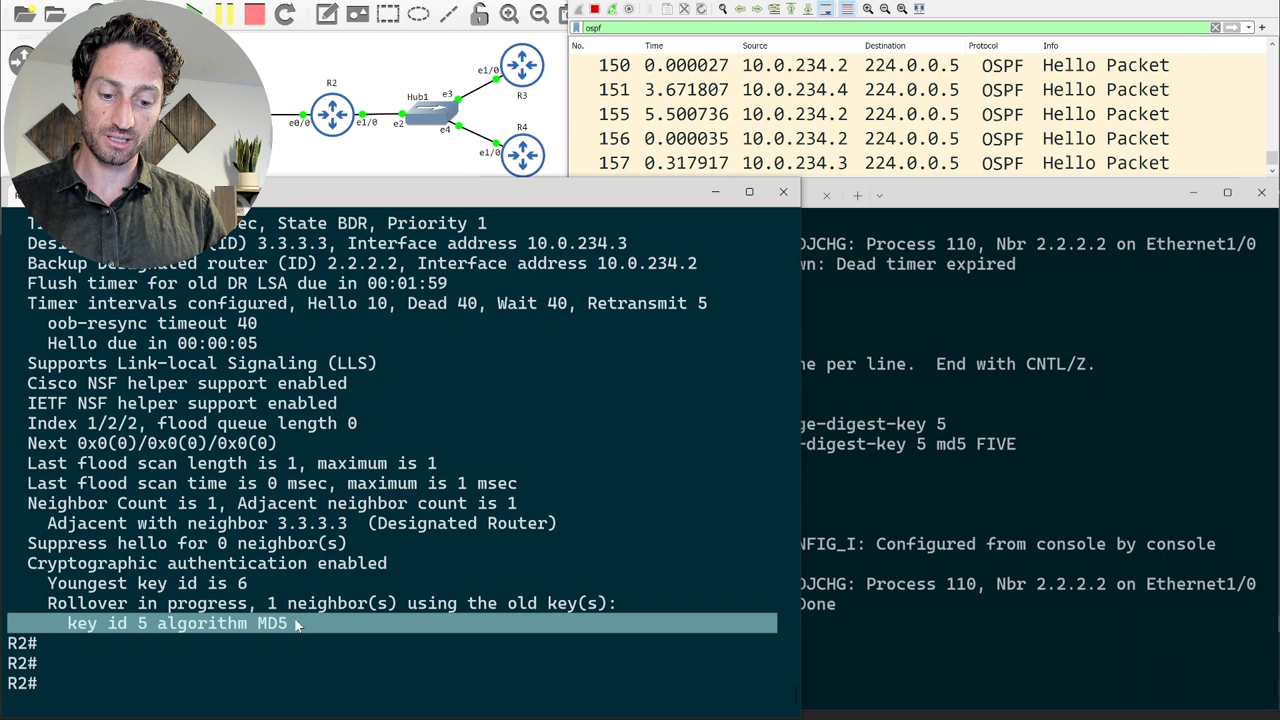 ospf
No. Time Source Destination Protocol Info
150 0.000027 10.0.234.2 224.0.0.5 OSPF Hello Packet
151 3.671807 10.0.234.4 224.0.0.5 OSPF Hello Packet
155 5.500736 10.0.234.2 224.0.0.5 OSPF Hello Packet
156 0.000035 10.0.234.2 224.0.0.5 OSPF Hello Packet
157 0.317917 10.0.234.3 224.0.0.5 OSPF Hello Packet
R2
e0/0
e1/0
e2
Hub1
e3
e4
e1/0
R3
R4
e1/0
ec, State BDR, Priority 1
(ID) 3.3.3.3, Interface address 10.0.234.3
Backup Designated router (ID) 2.2.2.2, Interface address 10.0.234.2
Flush timer for old DR LSA due in 00:01:59
Timer intervals configured, Hello 10, Dead 40, Wait 40, Retransmit 5
oob-resync timeout 40
Hello due in 00:00:05
Supports Link-local Signaling (LLS)
Cisco NSF helper support enabled
IETF NSF helper support enabled
Index 1/2/2, flood queue length 0
Next 0x0(0)/0x0(0)/0x0(0)
Last flood scan length is 1, maximum is 1
Last flood scan time is 0 msec, maximum is 1 msec
Neighbor Count is 1, Adjacent neighbor count is 1
Adjacent with neighbor 3.3.3.3 (Designated Router)
Suppress hello for 0 neighbor(s)
Cryptographic authentication enabled
Youngest key id is 6
Rollover in progress, 1 neighbor(s) using the old key(s):
key id 5 algorithm MD5
R2#
R2#
R2#
DJCHG: Process 110, Nbr 2.2.2.2 on Ethernet1/0
wn: Dead timer expired
ne per line. End with CNTL/Z.
ge-digest-key 5
-digest-key 5 md5 FIVE
NFIG_I: Configured from console by console
DJCHG: Process 110, Nbr 2.2.2.2 on Ethernet1/0
Done